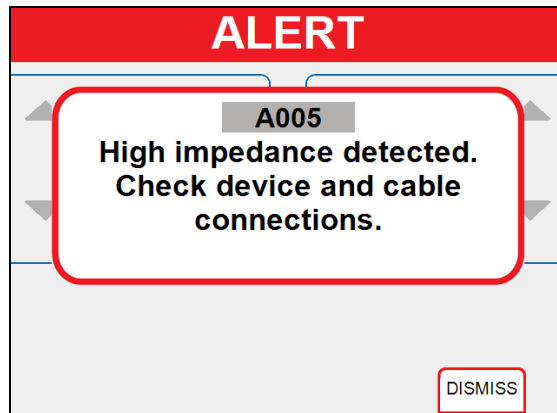 ALERT
A005
High impedance detected.
Check device and cable
connections.
DISMISS